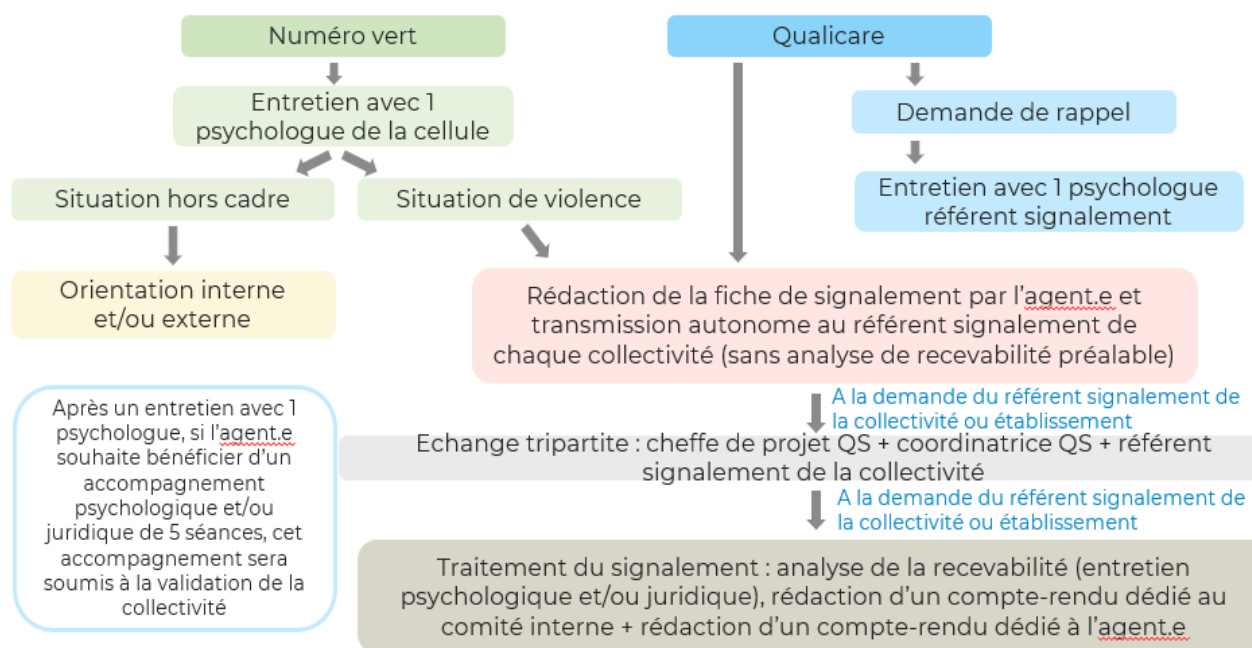 Numéro vert
Qualicare
Entretien avec 1
psychologue de la cellule
Demande de rappel
Situation hors cadre
Situation de violence
Entretien avec 1 psychologue
référent signalement
Orientation interne
et/ou externe
Rédaction de la fiche de signalement par l'agent.e et
transmission autonome au référent signalement de
chaque collectivité (sans analyse de recevabilité préalable)
A la demande du référent signalement de
la collectivité ou établissement
Echange tripartite : cheffe de projet QS + coordinatrice QS + référent
signalement de la collectivité
A la demande du référent signalement de
la collectivité ou établissement
Traitement du signalement : analyse de la recevabilité (entretien
psychologique et/ou juridique), rédaction d'un compte-rendu dédié au
comité interne + rédaction d'un compte-rendu dédié à l'agent.e
Après un entretien avec 1
psychologue, si l'agent.e
souhaite bénéficier d'un
accompagnement
psychologique et/ou
juridique de 5 séances, cet
accompagnement sera
soumis à la validation de la
collectivité